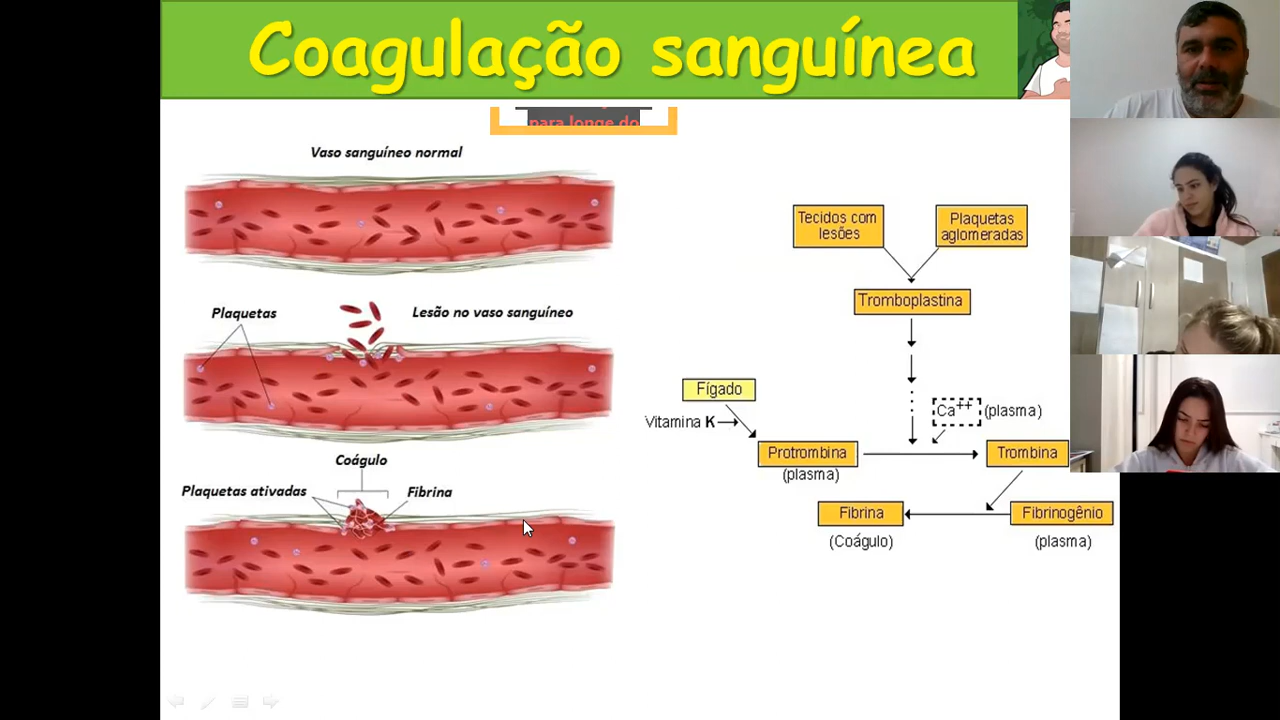 Coagulação sanguínea
para longe do
Vaso sanguíneo normal
Plaquetas
Lesão no vaso sanguíneo
Coágulo
Plaquetas ativadas
Fibrina
Tecidos com
lesões
Plaquetas
aglomeradas
Tromboplastina
Fígado
Vitamina K
Ca++ (plasma)
Protrombina
(plasma)
Trombina
Fibrina
(Coágulo)
Fibrinogênio
(plasma)